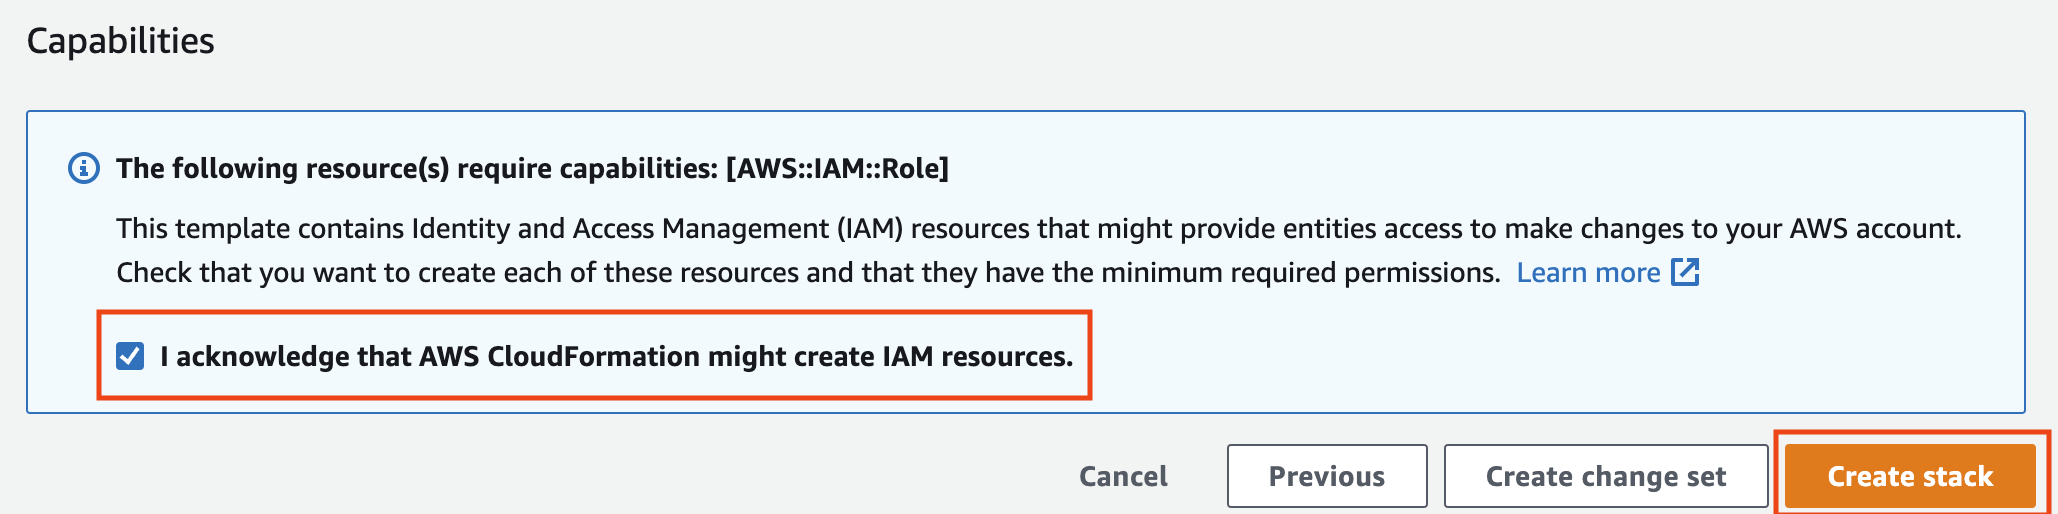 Capabilities
The following resource(s) require capabilities: [AWS::IAM::Role]
This template contains Identity and Access Management (IAM) resources that might provide entities access to make changes to your AWS account.
Check that you want to create each of these resources and that they have the minimum required permissions. Learn more
I acknowledge that AWS CloudFormation might create IAM resources.
Cancel Previous Create change set Create stack